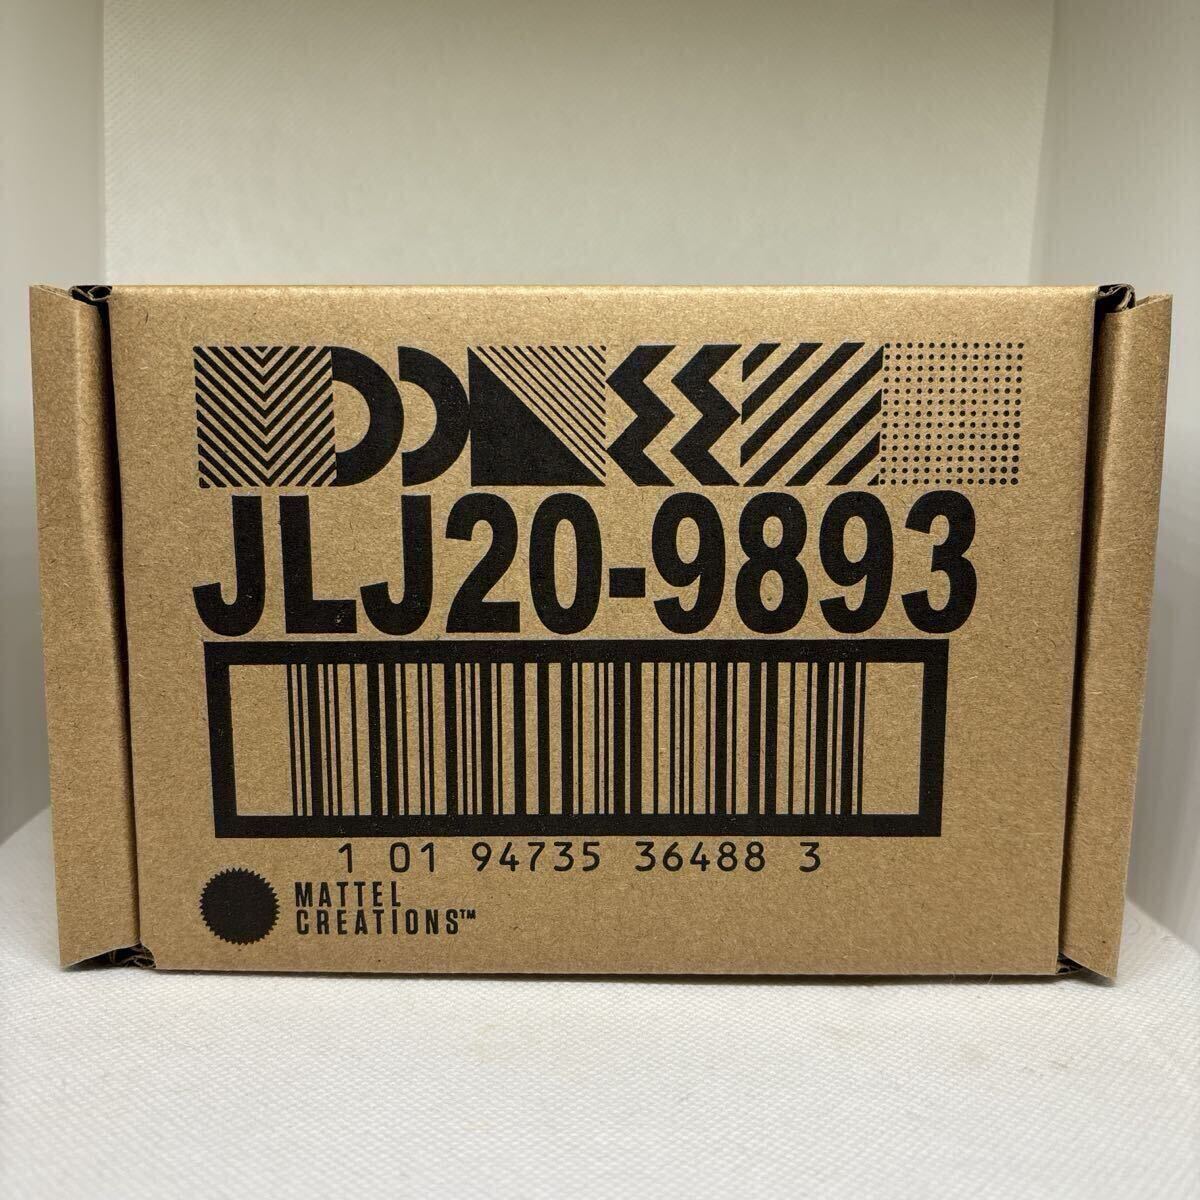 JLJ20-9893
1 01 94735 36488 3
MATTEL
CREATIONS™